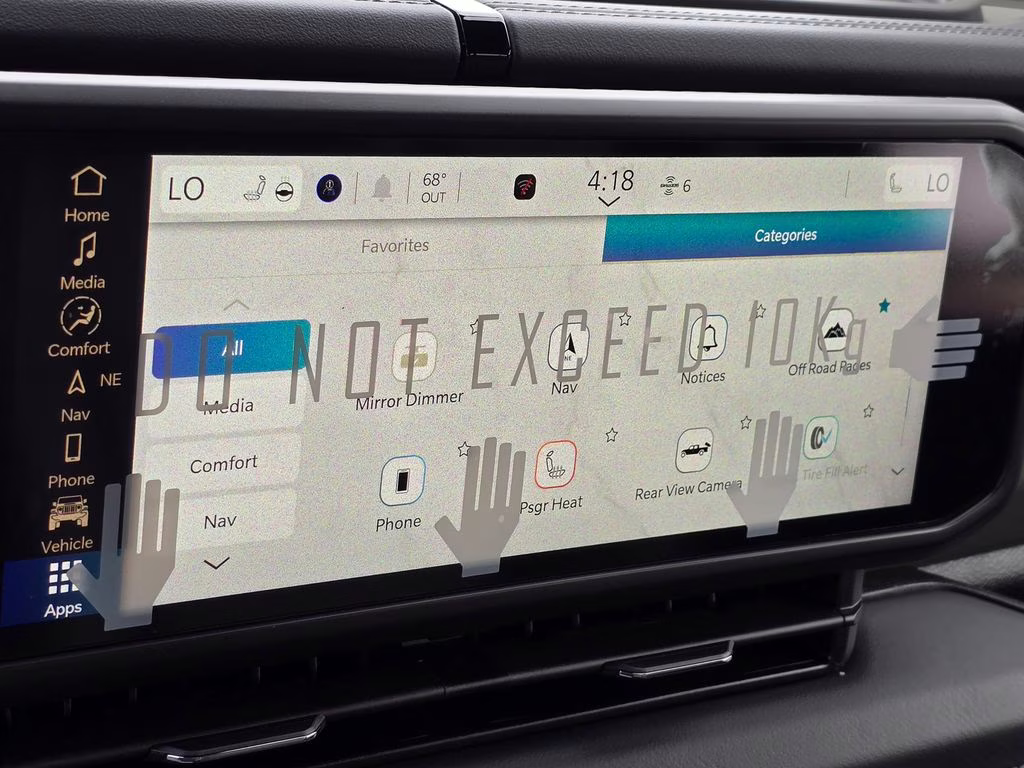 LO
68°
OUT
4:18
6
LO
Home
Media
Comfort
NE
Nav
Phone
Vehicle
Apps
Favorites
Categories
All
Media
Comfort
Nav
DO NOT EXCEED 10Kg
Mirror Dimmer
NE
Nav
Notices
Off Road Pages
Phone
Psgr Heat
Rear View Camera
Tire Fill Alert